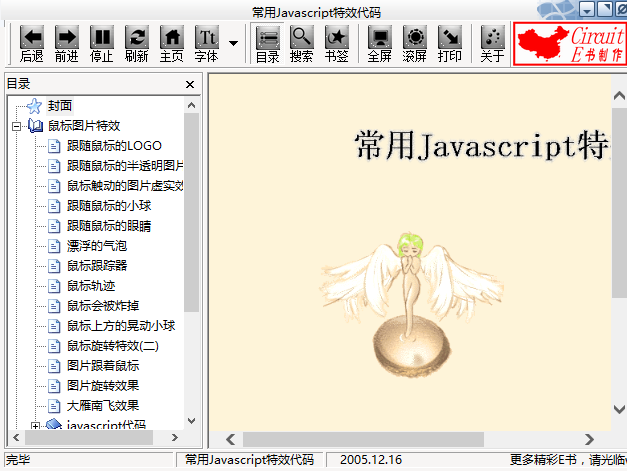 常用Javascript特效代码
后退 前进 停止 刷新 主页 字体 目录 搜索 书签 全屏 滚屏 打印 关于
Circuit
E书制作
目录
封面
鼠标图片特效
跟随鼠标的LOGO
跟随鼠标的半透明图片
鼠标触动的图片虚实效
跟随鼠标的小球
跟随鼠标的眼睛
漂浮的气泡
鼠标跟踪器
鼠标轨迹
鼠标会被炸掉
鼠标上方的晃动小球
鼠标旋转特效(二)
图片跟着鼠标
图片旋转效果
大雁南飞效果
javascript代码
常用Javascript特
完毕 常用Javascript特效代码 2005.12.16 更多精彩E书，请光临